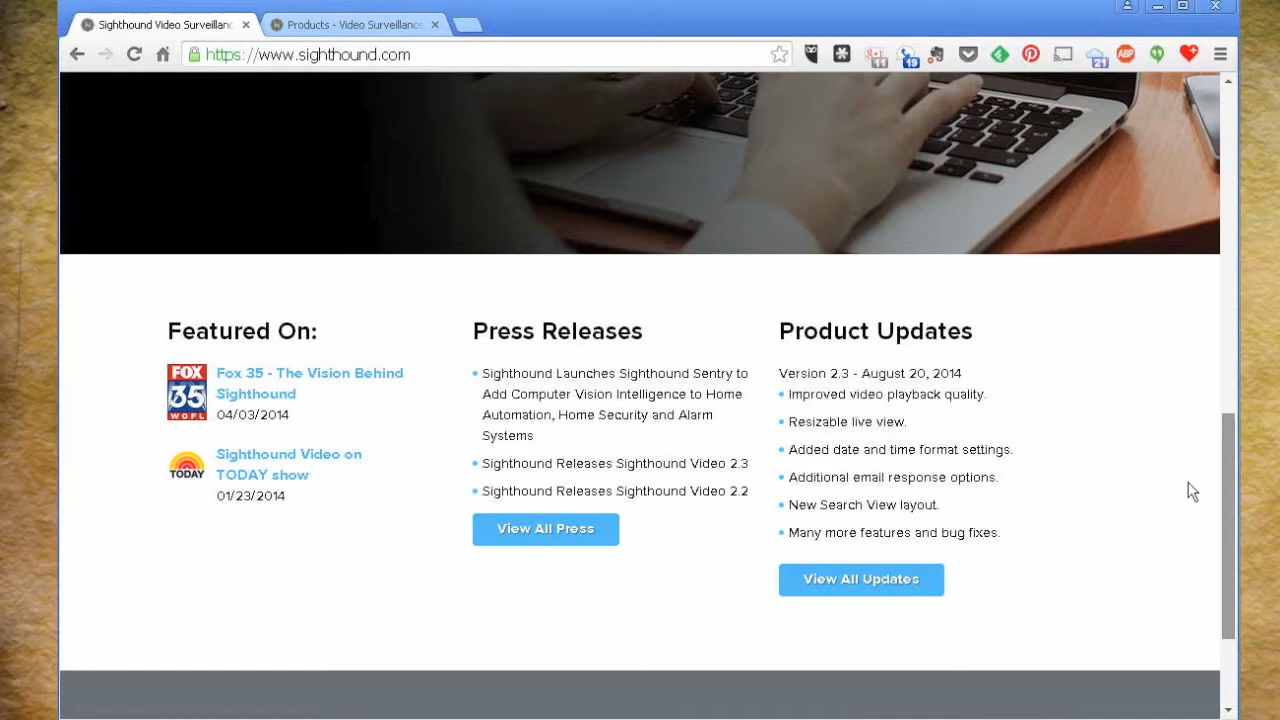 Sighthound Video Surveillanc
Products - Video Surveillance
https://www.sighthound.com
11
19
21
ABP
Featured On:
FOX
35
WOFL
Fox 35 - The Vision Behind
Sighthound
04/03/2014
TODAY
Sighthound Video on
TODAY show
01/23/2014
Press Releases
Sighthound Launches Sighthound Sentry to
Add Computer Vision Intelligence to Home
Automation, Home Security and Alarm
Systems
Sighthound Releases Sighthound Video 2.3
Sighthound Releases Sighthound Video 2.2
View All Press
Product Updates
Version 2.3 - August 20, 2014
Improved video playback quality.
Resizable live view.
Added date and time format settings.
Additional email response options.
New Search View layout.
Many more features and bug fixes.
View All Updates